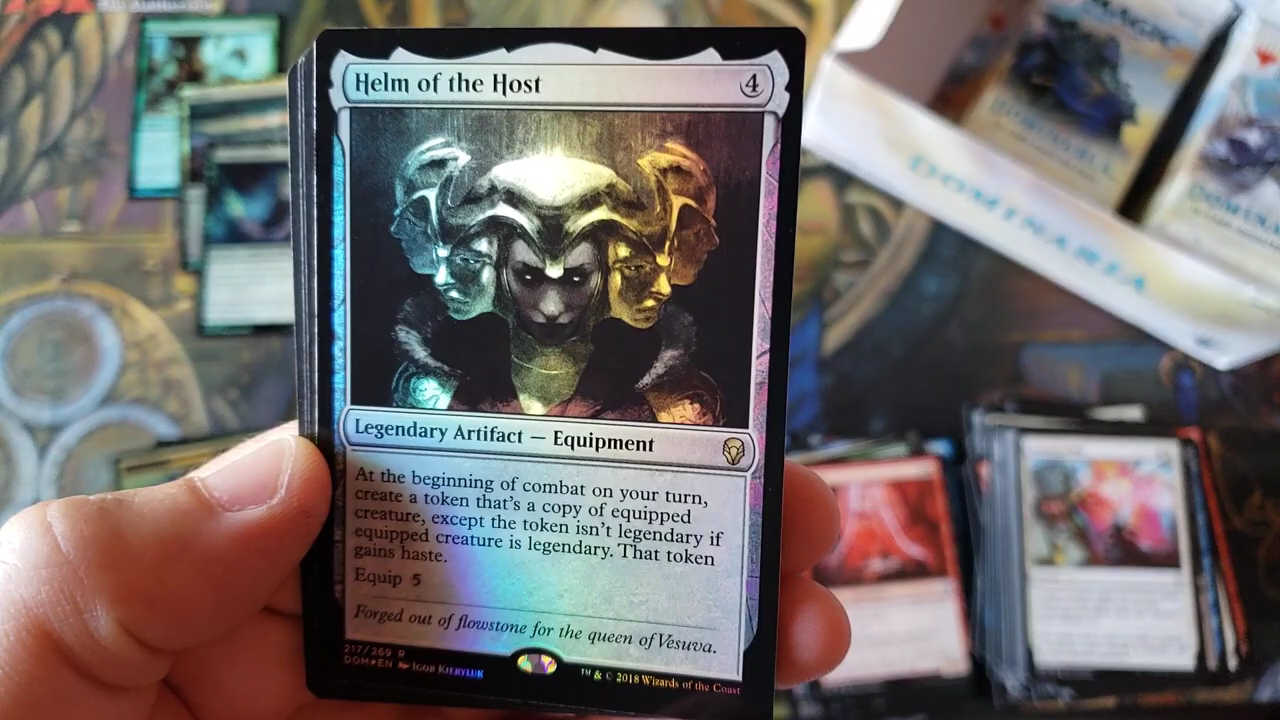 Helm of the Host 4
Legendary Artifact — Equipment
At the beginning of combat on your turn,
create a token that's a copy of equipped
creature, except the token isn't legendary if
equipped creature is legendary. That token
gains haste.
Equip 5
Forged out of flowstone for the queen of Vesuva.
217/269 R
DOM★EN Igor Kieryluk
™ & © 2018 Wizards of the Coast
MAGIC
DOMINARIA
DOMINARIA